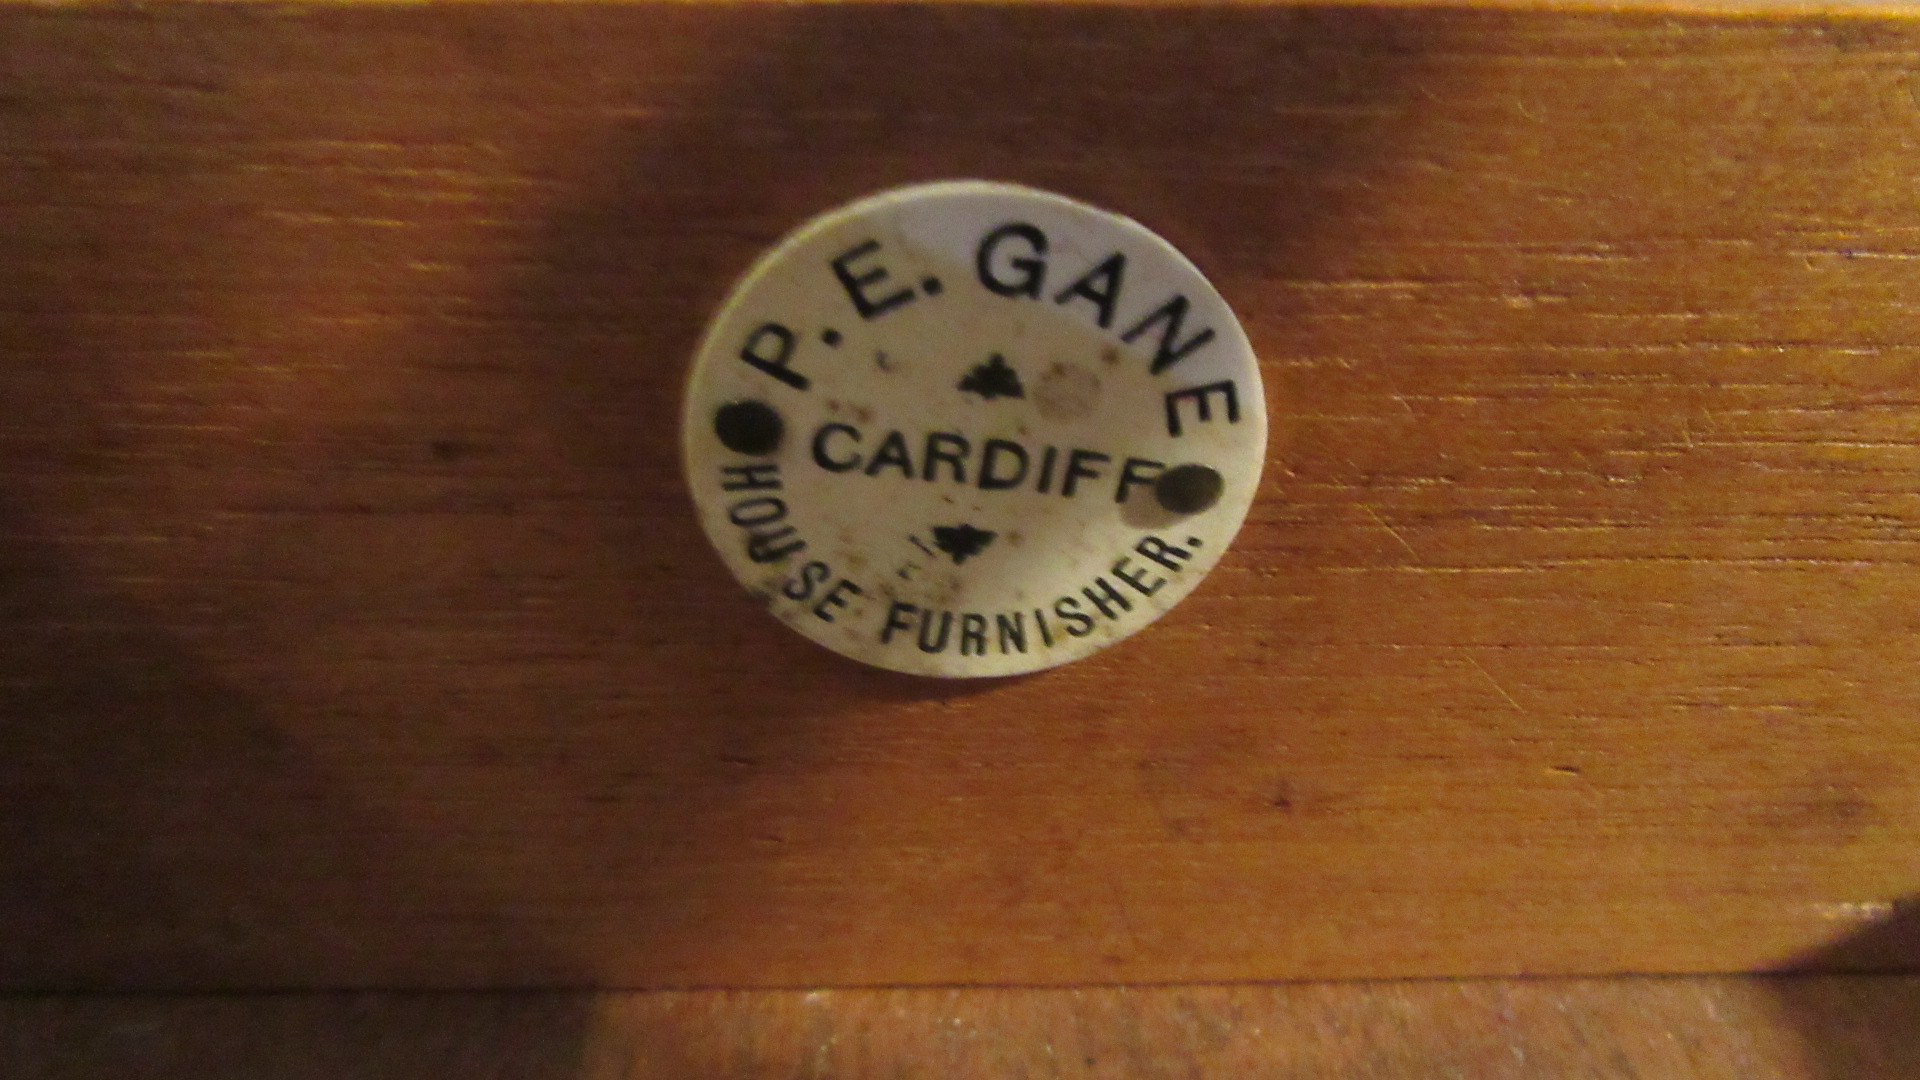 P. E. GANE
CARDIFF
HOUSE FURNISHER.